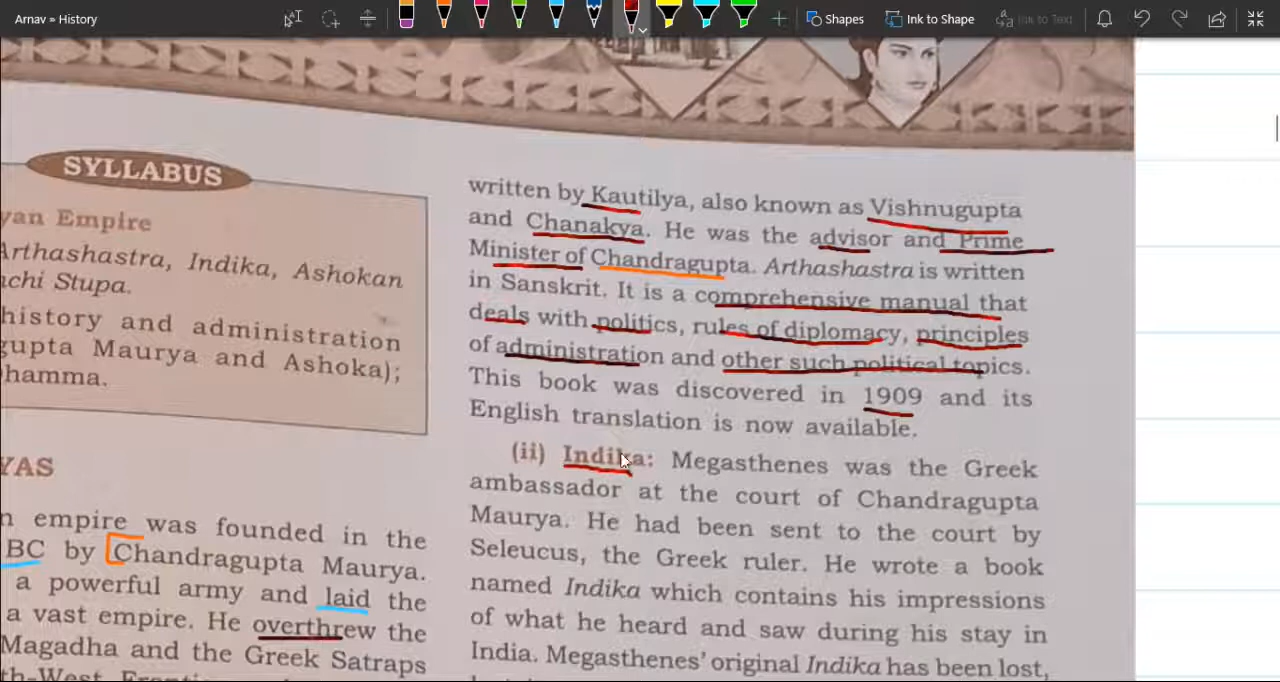 Arnav » History
Shapes
Ink to Shape
Ink to Text
SYLLABUS
yan Empire
Arthashastra, Indika, Ashokan
nchi Stupa.
history and administration
gupta Maurya and Ashoka);
Dhamma.
YAS
n empire was founded in the
BC by Chandragupta Maurya.
a powerful army and laid the
a vast empire. He overthrew the
Magadha and the Greek Satraps
written by Kautilya, also known as Vishnugupta
and Chanakya. He was the advisor and Prime
Minister of Chandragupta. Arthashastra is written
in Sanskrit. It is a comprehensive manual that
deals with politics, rules of diplomacy, principles
of administration and other such political topics.
This book was discovered in 1909 and its
English translation is now available.
(ii) Indika: Megasthenes was the Greek
ambassador at the court of Chandragupta
Maurya. He had been sent to the court by
Seleucus, the Greek ruler. He wrote a book
named Indika which contains his impressions
of what he heard and saw during his stay in
India. Megasthenes' original Indika has been lost,